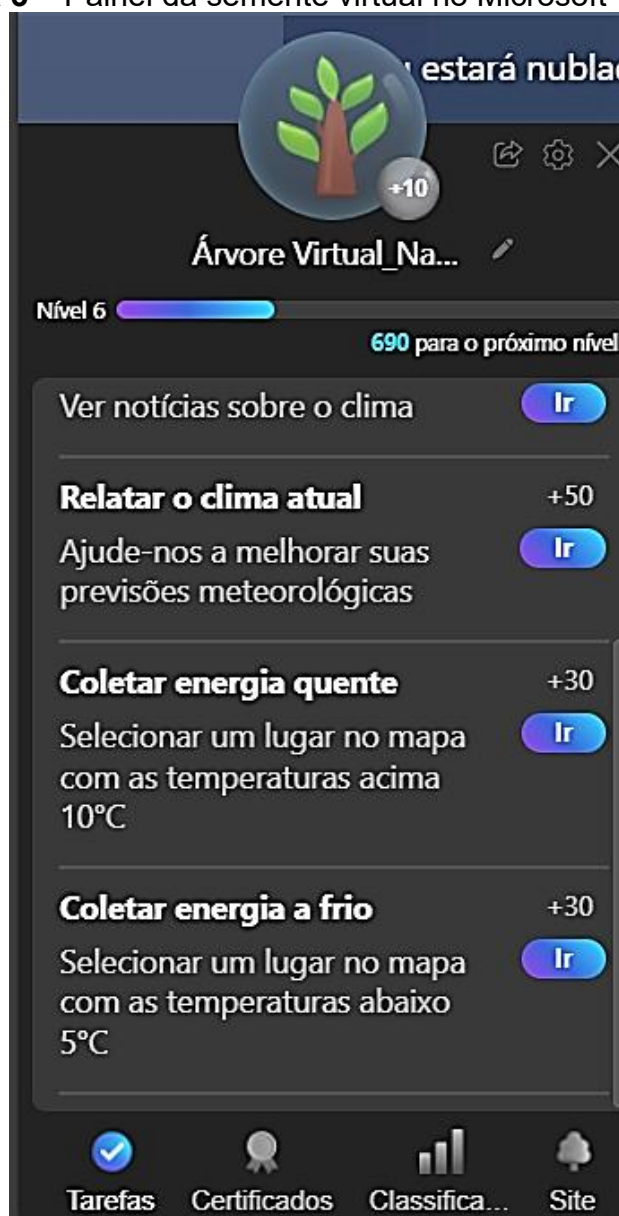 Painel da semente virtual no Microsoft
estará nubla
+10
Árvore Virtual_Na...
Nível 6
690 para o próximo nível
Ver notícias sobre o clima
Ir
Relatar o clima atual +50
Ajude-nos a melhorar suas Ir
previsões meteorológicas
Coletar energia quente +30
Selecionar um lugar no mapa Ir
com as temperaturas acima
10°C
Coletar energia a frio +30
Selecionar um lugar no mapa Ir
com as temperaturas abaixo
5°C
Tarefas Certificados Classifica... Site